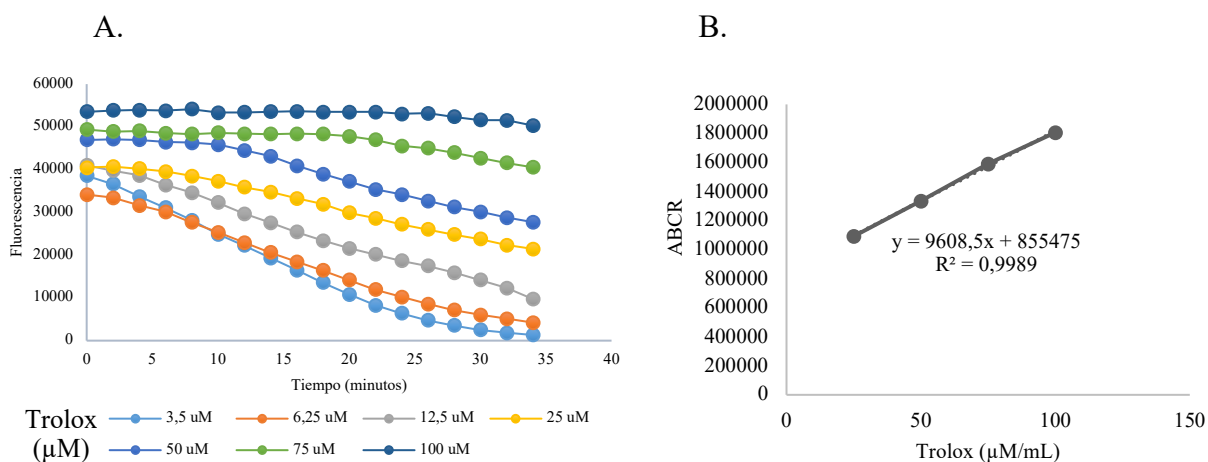 A.
60000
50000
40000
30000
20000
10000
0
Fluorescencia
0 5 10 15 20 25 30 35 40
Tiempo (minutos)
Trolox
(µM)
3,5 uM 6,25 uM 12,5 uM 25 uM
50 uM 75 uM 100 uM
B.
2000000
1800000
1600000
1400000
1200000
1000000
800000
600000
400000
200000
0
ABCR
y = 9608,5x + 855475
R² = 0,9989
0 50 100 150
Trolox (µM/mL)